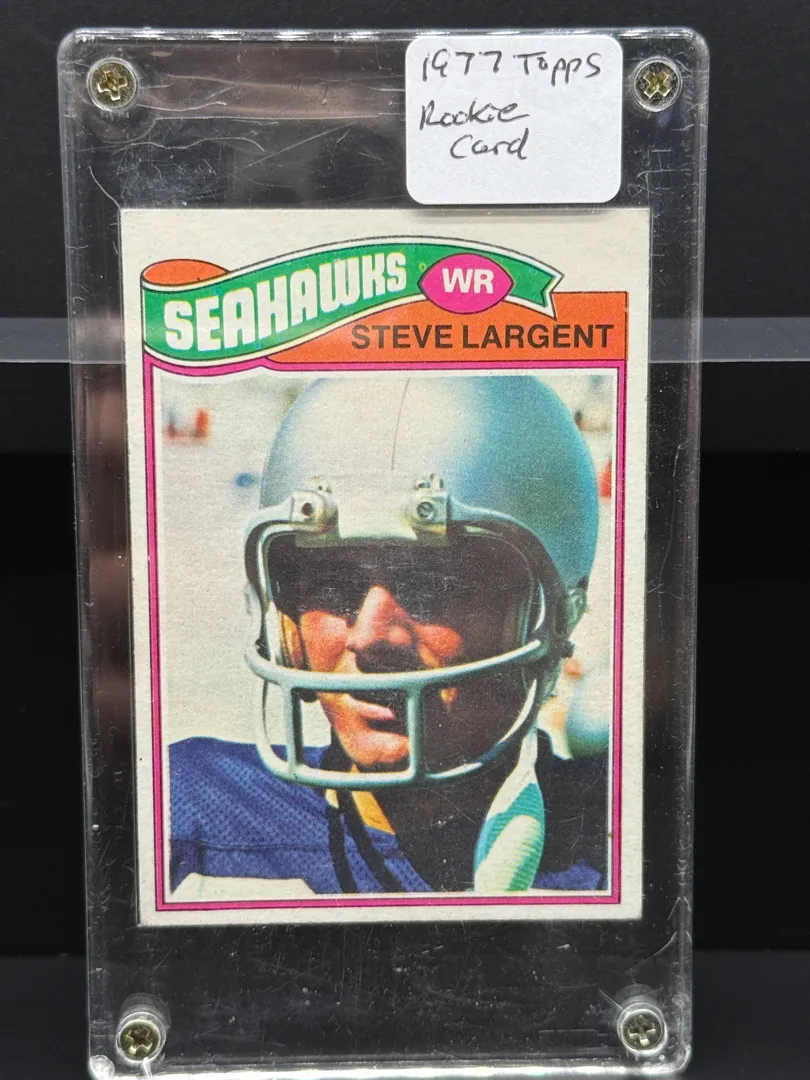 1977 Topps
Rookie
Card
SEAHAWKS WR
STEVE LARGENT